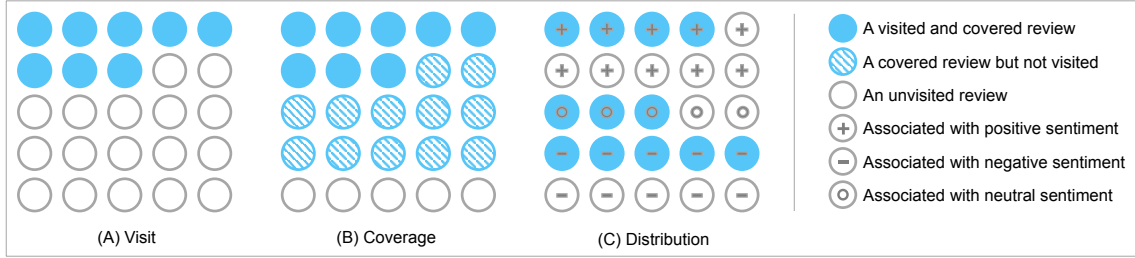 A visited and covered review
A covered review but not visited
An unvisited review
Associated with positive sentiment
Associated with negative sentiment
Associated with neutral sentiment
(A) Visit
(B) Coverage
(C) Distribution